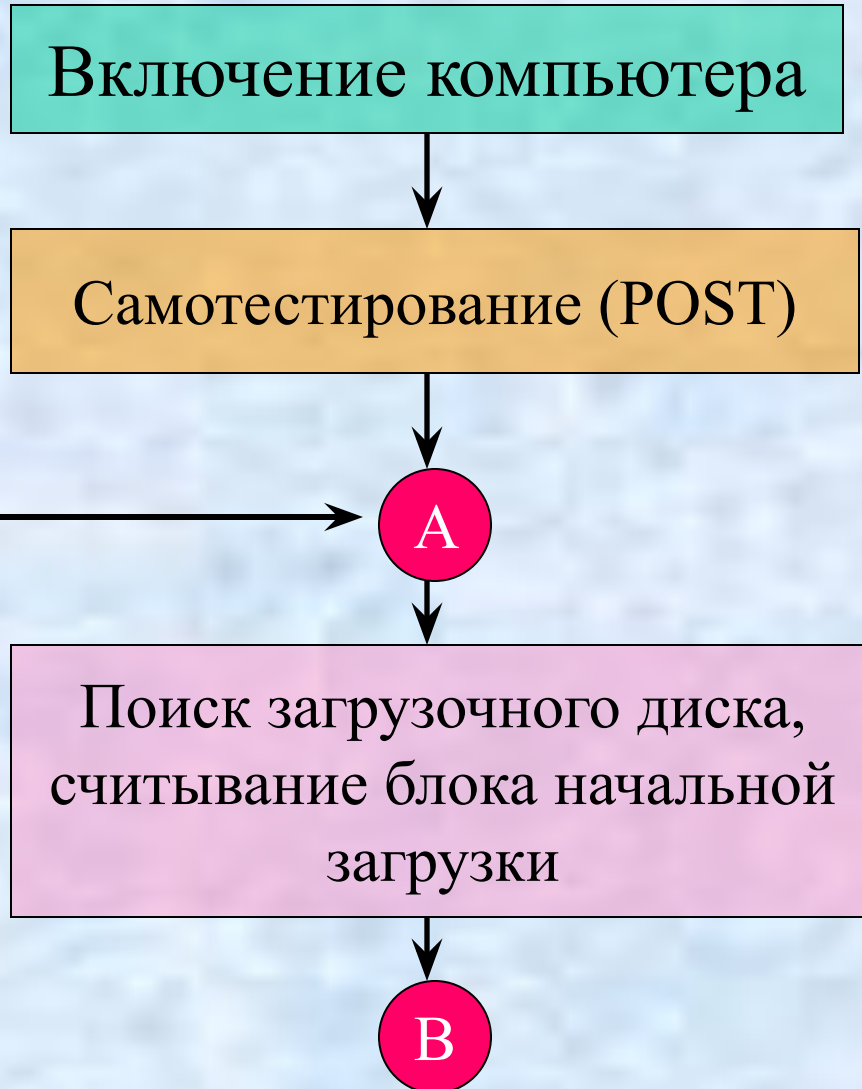 Включение компьютера
Самотестирование (POST)
А
Поиск загрузочного диска,
считывание блока начальной
загрузки
В